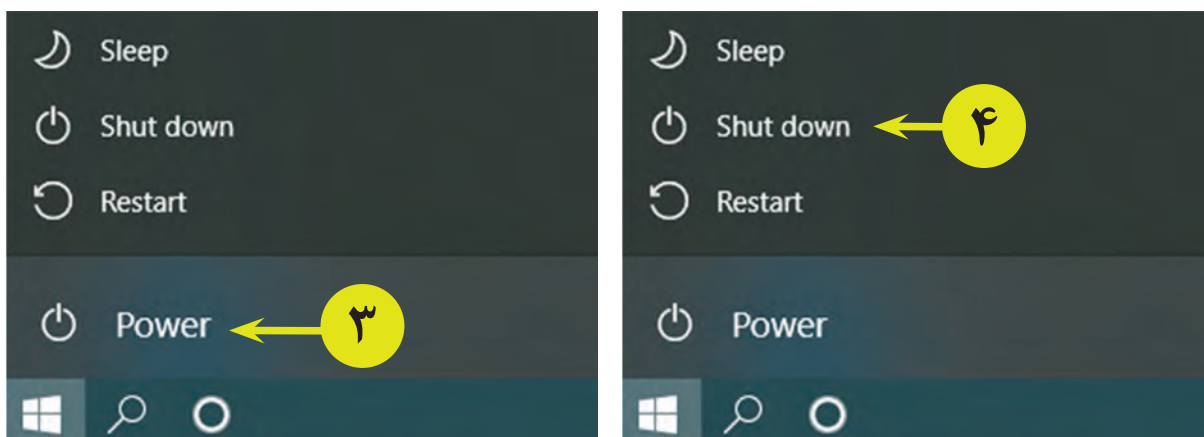 Sleep
Shut down
Restart
Power ۳
Sleep
Shut down ۴
Restart
Power